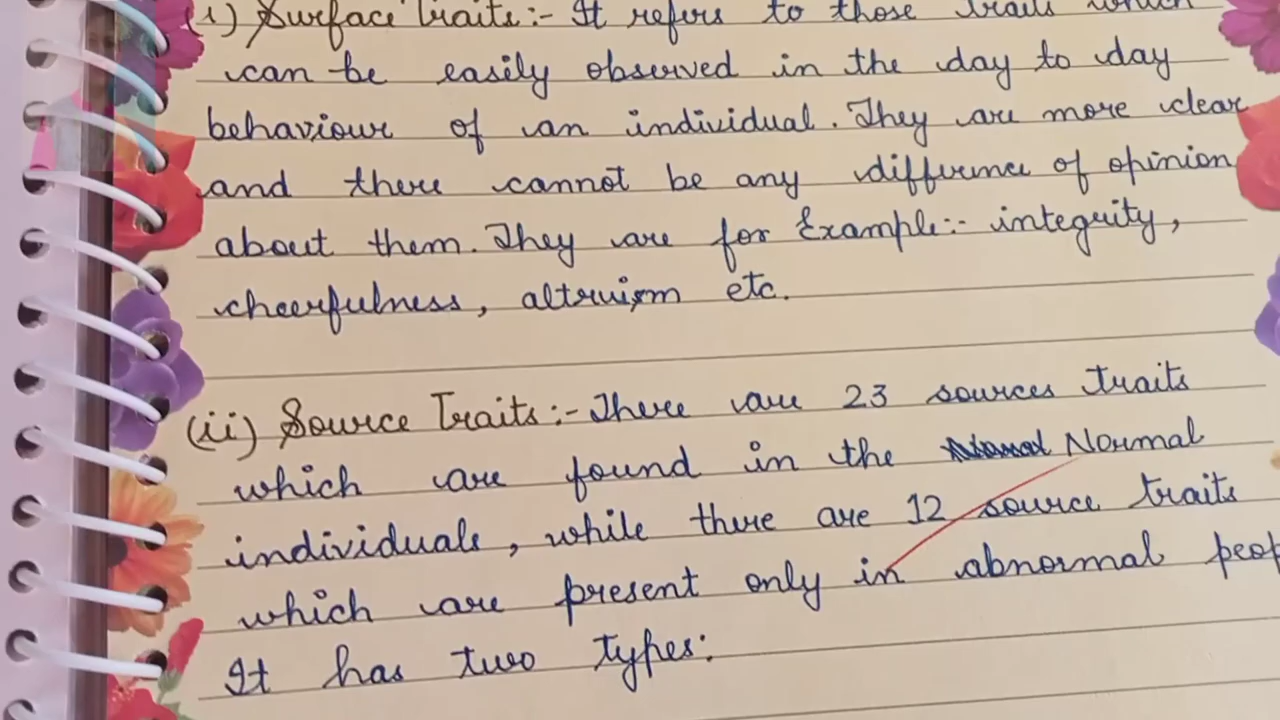 (i) Surface Traits:- It refers to those traits which
can be easily observed in the day to day
behaviour of an individual. They are more clear
and there cannot be any difference of opinion
about them. They are for Example:- integrity,
cheerfulness, altruism etc.
(ii) Source Traits:- There are 23 sources traits
which are found in the Normal
individuals, while there are 12 source traits
which are present only in abnormal peop
It has two types: